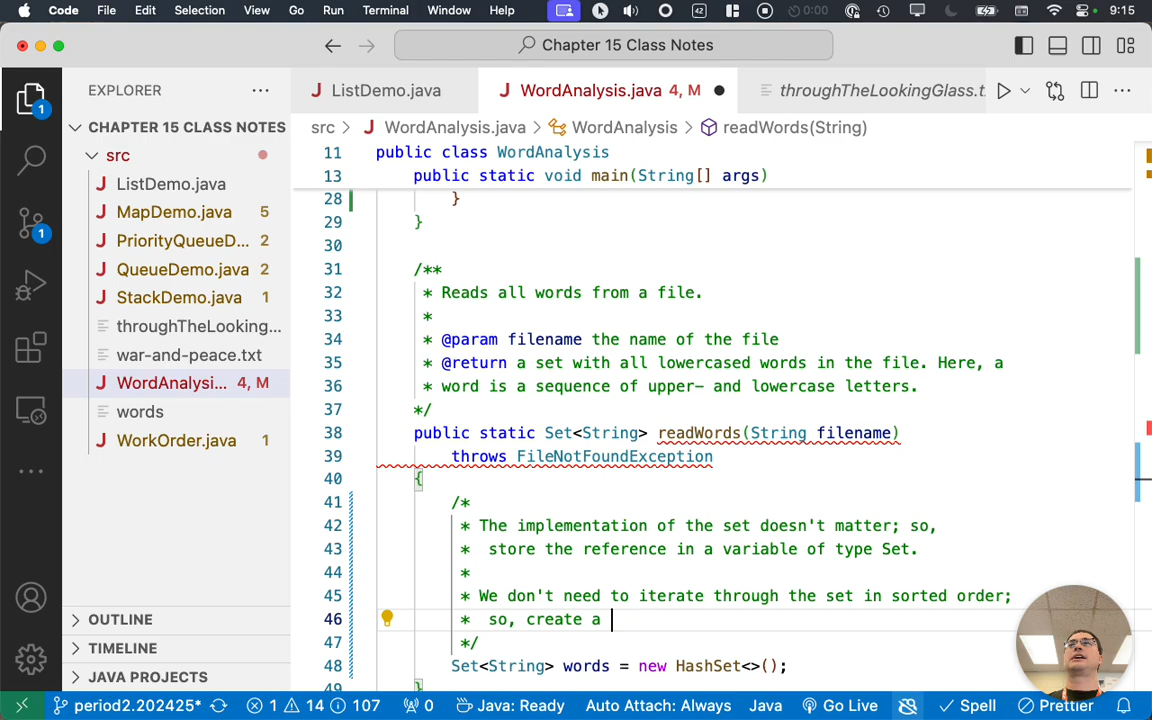 Code File Edit Selection View Go Run Terminal Window Help 42 0:00 9:15
Chapter 15 Class Notes
EXPLORER
ListDemo.java
WordAnalysis.java 4, M
throughTheLookingGlass.t
1
CHAPTER 15 CLASS NOTES
src > WordAnalysis.java > WordAnalysis > readWords(String)
src
ListDemo.java
MapDemo.java 5
PriorityQueueD... 2
QueueDemo.java 2
StackDemo.java 1
throughTheLooking...
war-and-peace.txt
WordAnalysi... 4, M
words
WorkOrder.java 1
1
OUTLINE
TIMELINE
JAVA PROJECTS
11 public class WordAnalysis
13 public static void main(String[] args)
28 }
29 }
30
31 /**
32 * Reads all words from a file.
33 *
34 * @param filename the name of the file
35 * @return a set with all lowercased words in the file. Here, a
36 * word is a sequence of upper- and lowercase letters.
37 */
38 public static Set<String> readWords(String filename)
39 throws FileNotFoundException
40 {
41 /*
42 * The implementation of the set doesn't matter; so,
43 * store the reference in a variable of type Set.
44 *
45 * We don't need to iterate through the set in sorted order;
46 * so, create a
47 */
48 Set<String> words = new HashSet<>();
49 }
period2.202425* 1 14 107 0 Java: Ready Auto Attach: Always Java Go Live Spell Prettier